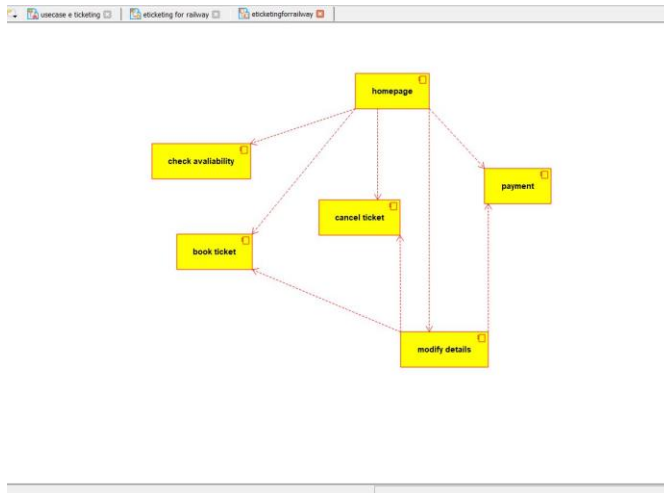 usecase e ticketing
eticketing for railway
eticketingforrailway
homepage
check avaliability
payment
cancel ticket
book ticket
modify details